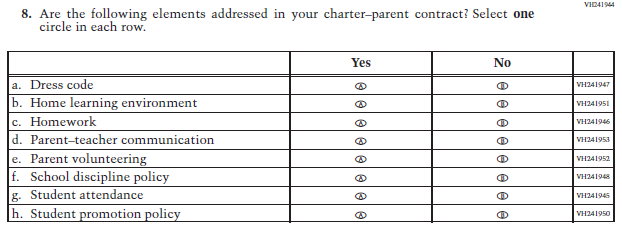 VH241944
8. Are the following elements addressed in your charter–parent contract? Select one
circle in each row.
Yes No
a. Dress code Ⓐ Ⓑ VH241947
b. Home learning environment Ⓐ Ⓑ VH241951
c. Homework Ⓐ Ⓑ VH241946
d. Parent–teacher communication Ⓐ Ⓑ VH241953
e. Parent volunteering Ⓐ Ⓑ VH241952
f. School discipline policy Ⓐ Ⓑ VH241948
g. Student attendance Ⓐ Ⓑ VH241945
h. Student promotion policy Ⓐ Ⓑ VH241950